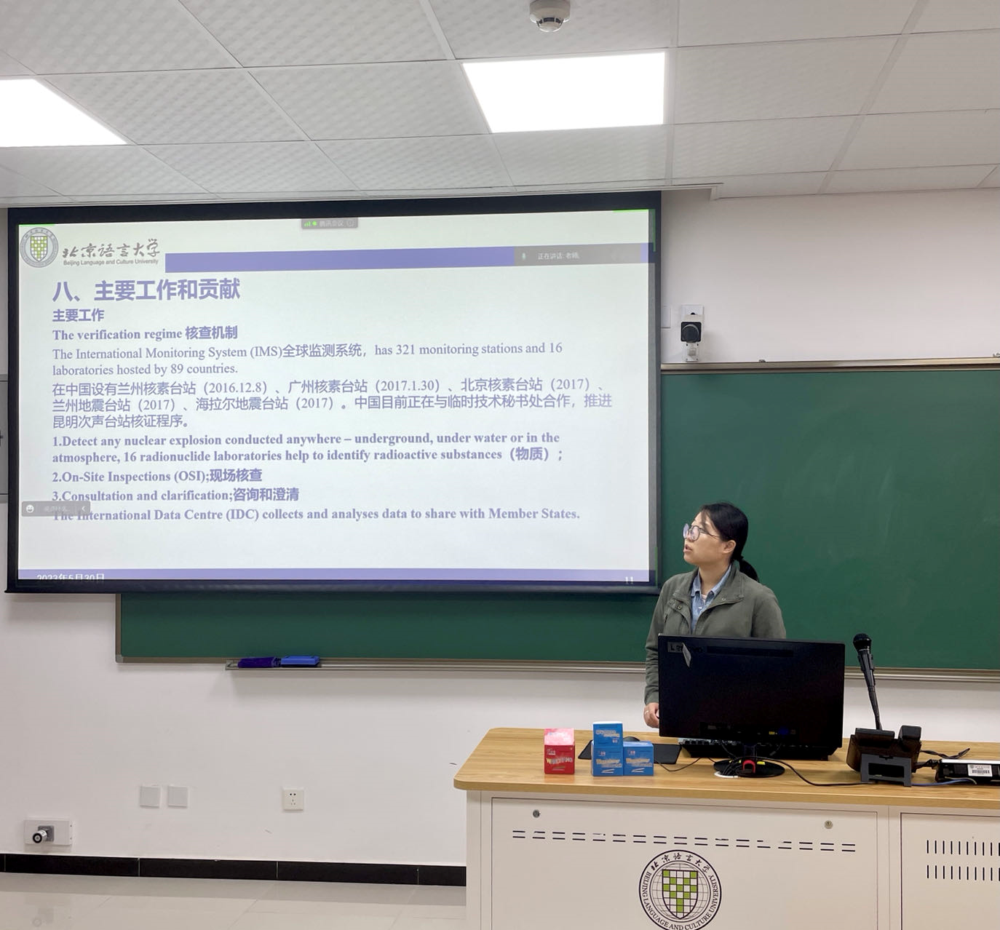 腾讯会议
北京语言大学
Beijing Language and Culture University
正在讲话: 老师;
八、主要工作和贡献
主要工作
The verification regime 核查机制
The International Monitoring System (IMS)全球监测系统，has 321 monitoring stations and 16
laboratories hosted by 89 countries.
在中国设有兰州核素台站（2016.12.8）、广州核素台站（2017.1.30）、北京核素台站（2017）、
兰州地震台站（2017）、海拉尔地震台站（2017）。中国目前正在与临时技术秘书处合作，推进
昆明次声台站核证程序。
1.Detect any nuclear explosion conducted anywhere – underground, under water or in the
atmosphere, 16 radionuclide laboratories help to identify radioactive substances（物质）;
2.On-Site Inspections (OSI);现场核查
3.Consultation and clarification;咨询和澄清
The International Data Centre (IDC) collects and analyses data to share with Member States.
2023年5月30日
11
北京语言大学
BEIJING LANGUAGE AND CULTURE UNIVERSITY